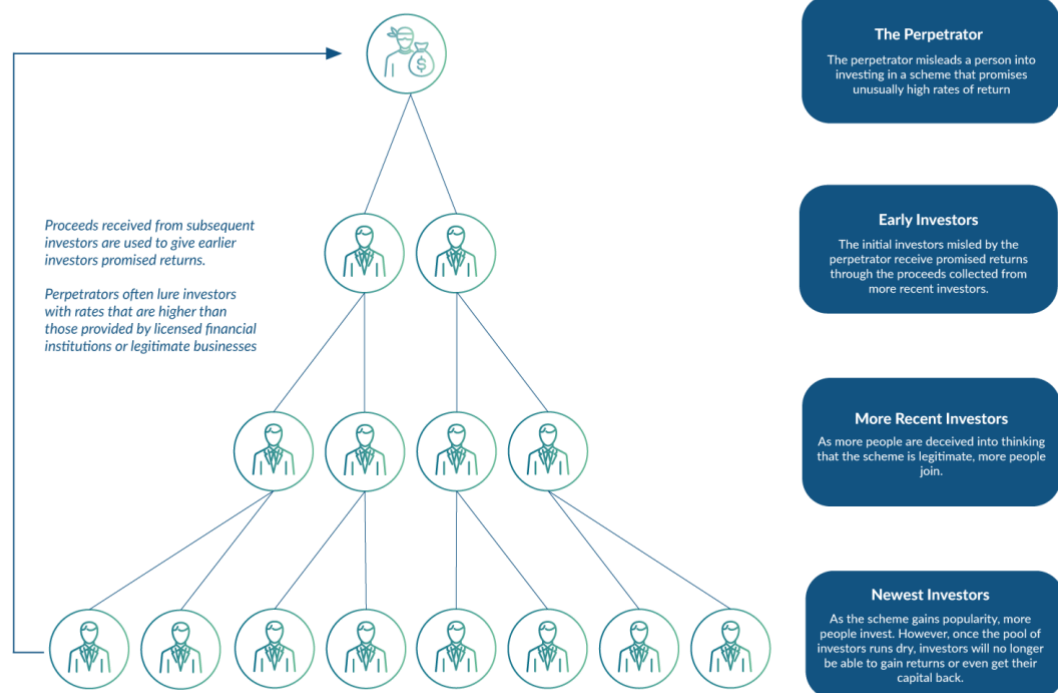 The Perpetrator
The perpetrator misleads a person into
investing in a scheme that promises
unusually high rates of return
$
Proceeds received from subsequent
investors are used to give earlier
investors promised returns.
Perpetrators often lure investors
with rates that are higher than
those provided by licensed financial
institutions or legitimate businesses
Early Investors
The initial investors misled by the
perpetrator receive promised returns
through the proceeds collected from
more recent investors.
More Recent Investors
As more people are deceived into thinking
that the scheme is legitimate, more people
join.
Newest Investors
As the scheme gains popularity, more
people invest. However, once the pool of
investors runs dry, investors will no longer
be able to gain returns or even get their
capital back.